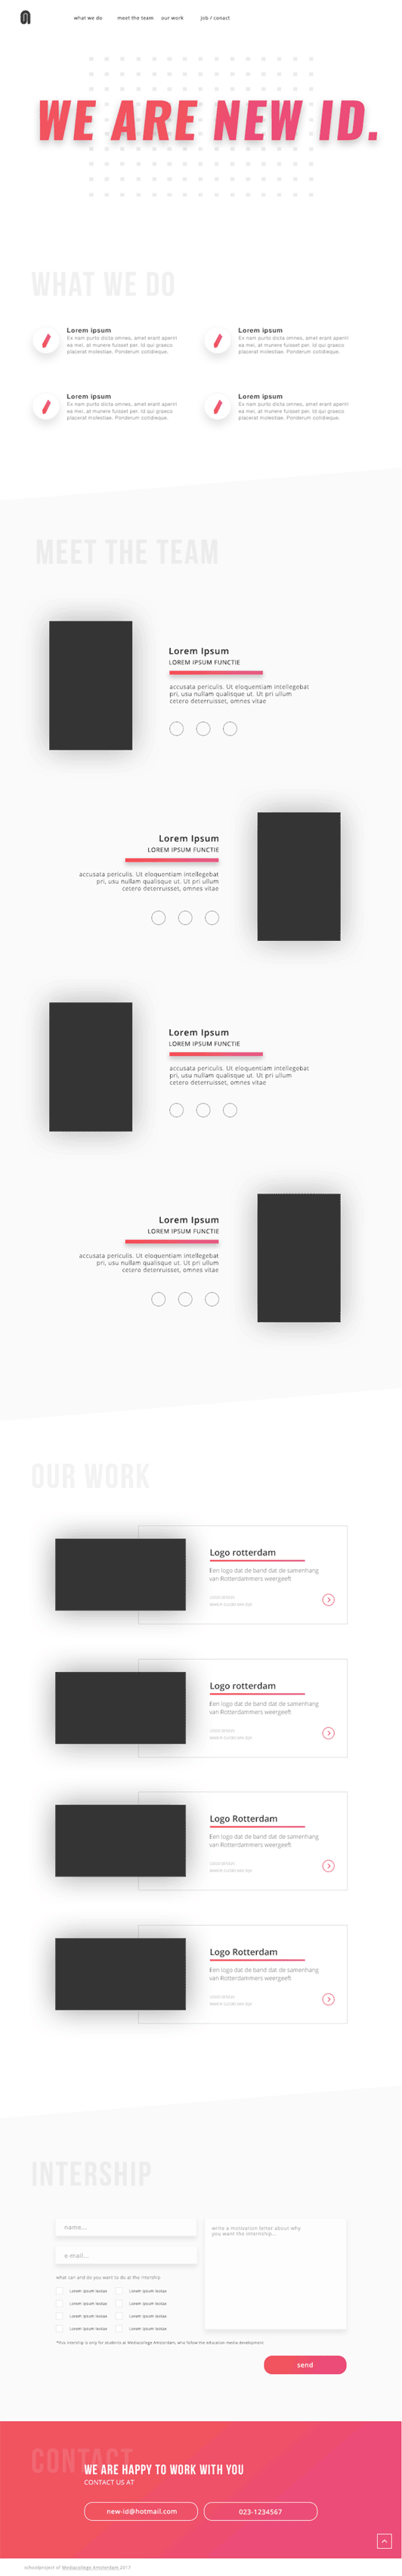 what we do meet the team our work job / conact
WE ARE NEW ID.
WHAT WE DO
Lorem ipsum
Ex nam purto dicta omnes, amet erant aperiri
ea mei, at munere fuisset per. Id qui graeco
placerat molestiae. Ponderum cotidieque.
Lorem ipsum
Ex nam purto dicta omnes, amet erant aperiri
ea mei, at munere fuisset per. Id qui graeco
placerat molestiae. Ponderum cotidieque.
Lorem ipsum
Ex nam purto dicta omnes, amet erant aperiri
ea mei, at munere fuisset per. Id qui graeco
placerat molestiae. Ponderum cotidieque.
Lorem ipsum
Ex nam purto dicta omnes, amet erant aperiri
ea mei, at munere fuisset per. Id qui graeco
placerat molestiae. Ponderum cotidieque.
MEET THE TEAM
Lorem Ipsum
LOREM IPSUM FUNCTIE
accusata periculis. Ut eloquentiam intellegebat
pri, usu nullam qualisque ut. Ut pri ullum
cetero deterruisset, omnes vitae
Lorem Ipsum
LOREM IPSUM FUNCTIE
accusata periculis. Ut eloquentiam intellegebat
pri, usu nullam qualisque ut. Ut pri ullum
cetero deterruisset, omnes vitae
Lorem Ipsum
LOREM IPSUM FUNCTIE
accusata periculis. Ut eloquentiam intellegebat
pri, usu nullam qualisque ut. Ut pri ullum
cetero deterruisset, omnes vitae
Lorem Ipsum
LOREM IPSUM FUNCTIE
accusata periculis. Ut eloquentiam intellegebat
pri, usu nullam qualisque ut. Ut pri ullum
cetero deterruisset, omnes vitae
OUR WORK
Logo rotterdam
Een logo dat de band dat de samenhang
van Rotterdammers weergeeft
Logo rotterdam
Een logo dat de band dat de samenhang
van Rotterdammers weergeeft
Logo Rotterdam
Een logo dat de band dat de samenhang
van Rotterdammers weergeeft
Logo Rotterdam
Een logo dat de band dat de samenhang
van Rotterdammers weergeeft
INTERSHIP
name...
e-mail...
write a motivation letter about why
you want the internship...
what can and do you want to do at the intership
Lorem ipsum Lorem ipsum
Lorem ipsum Lorem ipsum
Lorem ipsum Lorem ipsum
Lorem ipsum Lorem ipsum
*this intership is only for students at Mediacollege Amsterdam, who follow the education media development
send
CONTACT
WE ARE HAPPY TO WORK WITH YOU
CONTACT US AT
new-id@hotmail.com
023-1234567
schoolproject of Mediacollege Amsterdam 2017